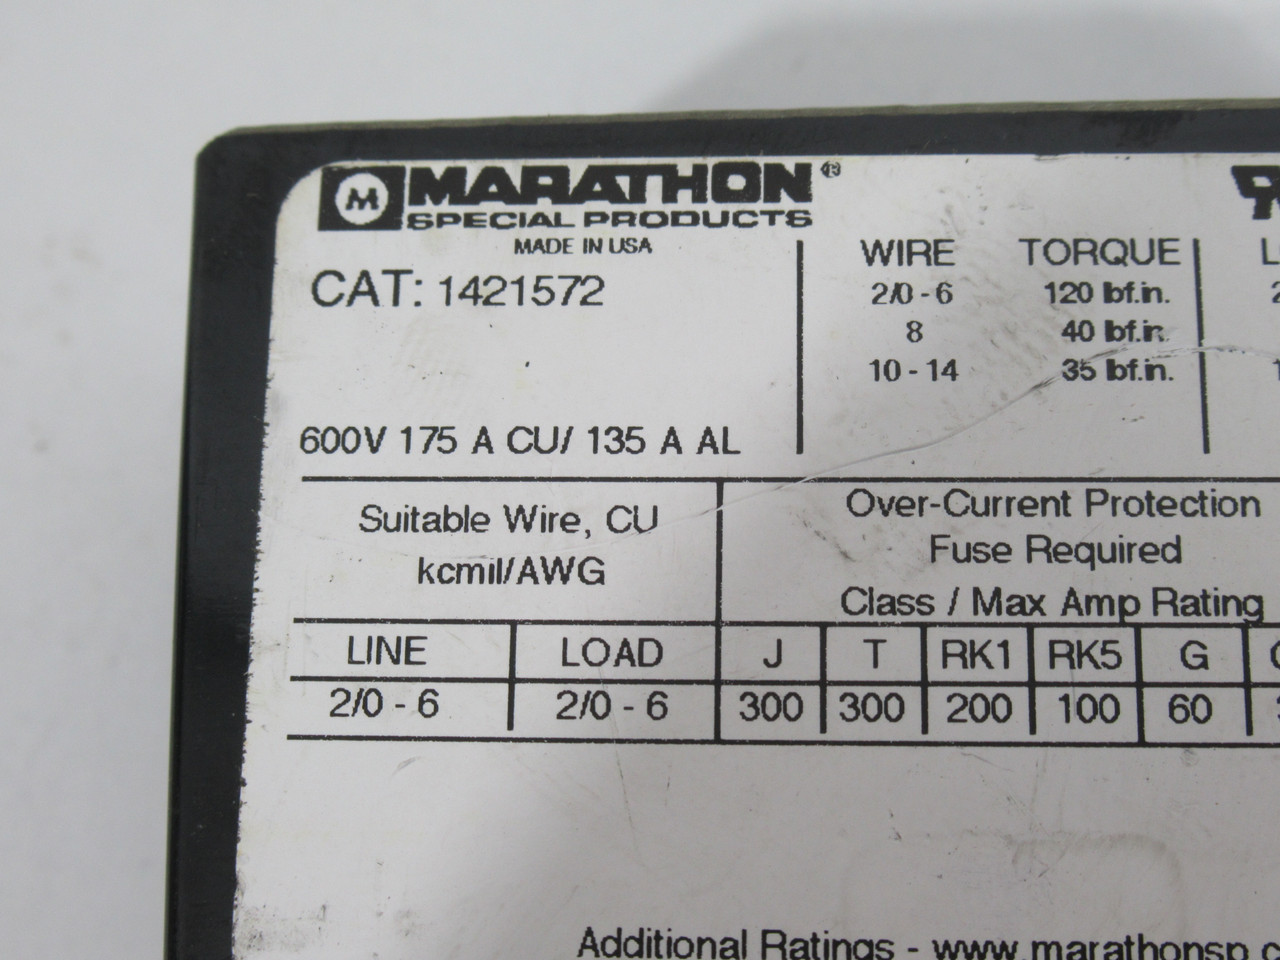 M MARATHON®
SPECIAL PRODUCTS
MADE IN USA
CAT: 1421572
600V 175 A CU/ 135 A AL
WIRE TORQUE
2/0 - 6 120 lbf.in.
8 40 lbf.in.
10 - 14 35 lbf.in.
Suitable Wire, CU
kcmil/AWG
Over-Current Protection
Fuse Required
Class / Max Amp Rating
LINE LOAD J T RK1 RK5 G
2/0 - 6 2/0 - 6 300 300 200 100 60
Additional Ratings - www.marathonsp.c